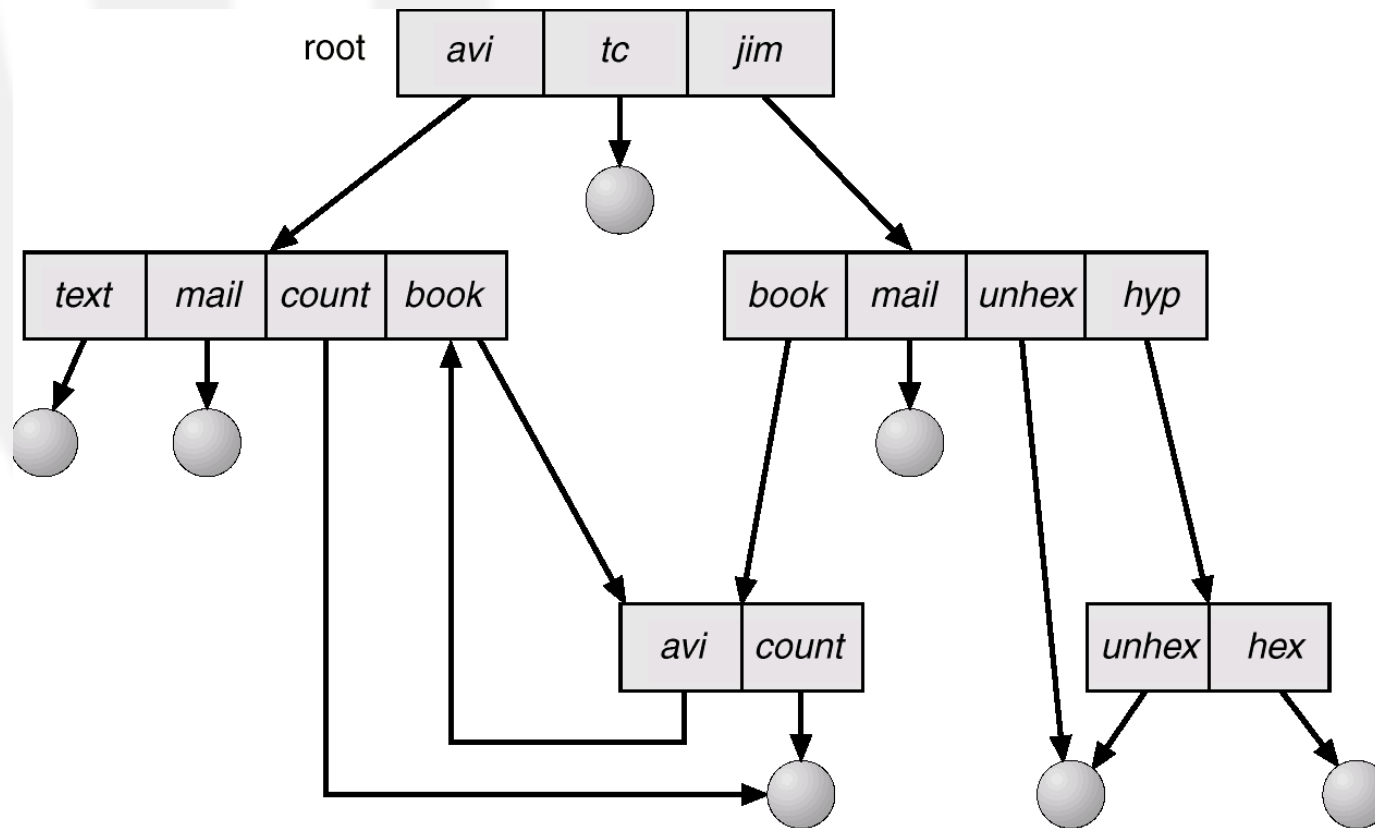 root avi tc jim
text mail count book
book mail unhex hyp
avi count
unhex hex